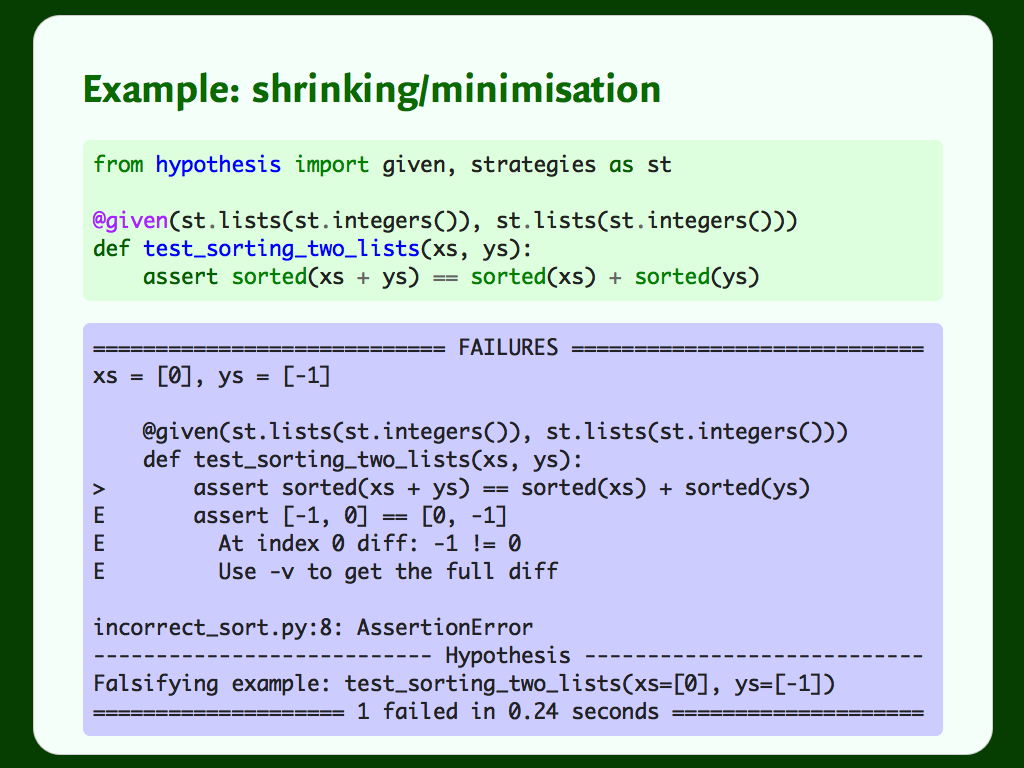 Example: shrinking/minimisation
from hypothesis import given, strategies as st
@given(st.lists(st.integers()), st.lists(st.integers()))
def test_sorting_two_lists(xs, ys):
    assert sorted(xs + ys) == sorted(xs) + sorted(ys)
============================ FAILURES ============================
xs = [0], ys = [-1]
    @given(st.lists(st.integers()), st.lists(st.integers()))
    def test_sorting_two_lists(xs, ys):
>       assert sorted(xs + ys) == sorted(xs) + sorted(ys)
E       assert [-1, 0] == [0, -1]
E         At index 0 diff: -1 != 0
E         Use -v to get the full diff
incorrect_sort.py:8: AssertionError
--------------------------- Hypothesis ---------------------------
Falsifying example: test_sorting_two_lists(xs=[0], ys=[-1])
==================== 1 failed in 0.24 seconds ====================